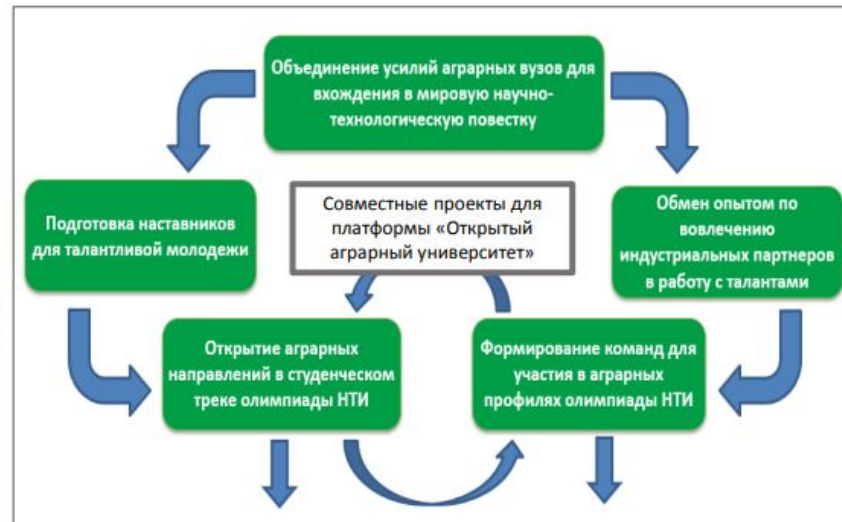 Объединение усилий аграрных вузов для
вхождения в мировую научно-
технологическую повестку
Подготовка наставников
для талантливой молодежи
Совместные проекты для
платформы «Открытый
аграрный университет»
Обмен опытом по
вовлечению
индустриальных партнеров
в работу с талантами
Открытие аграрных
направлений в студенческом
треке олимпиады НТИ
Формирование команд для
участия в аграрных
профилях олимпиады НТИ